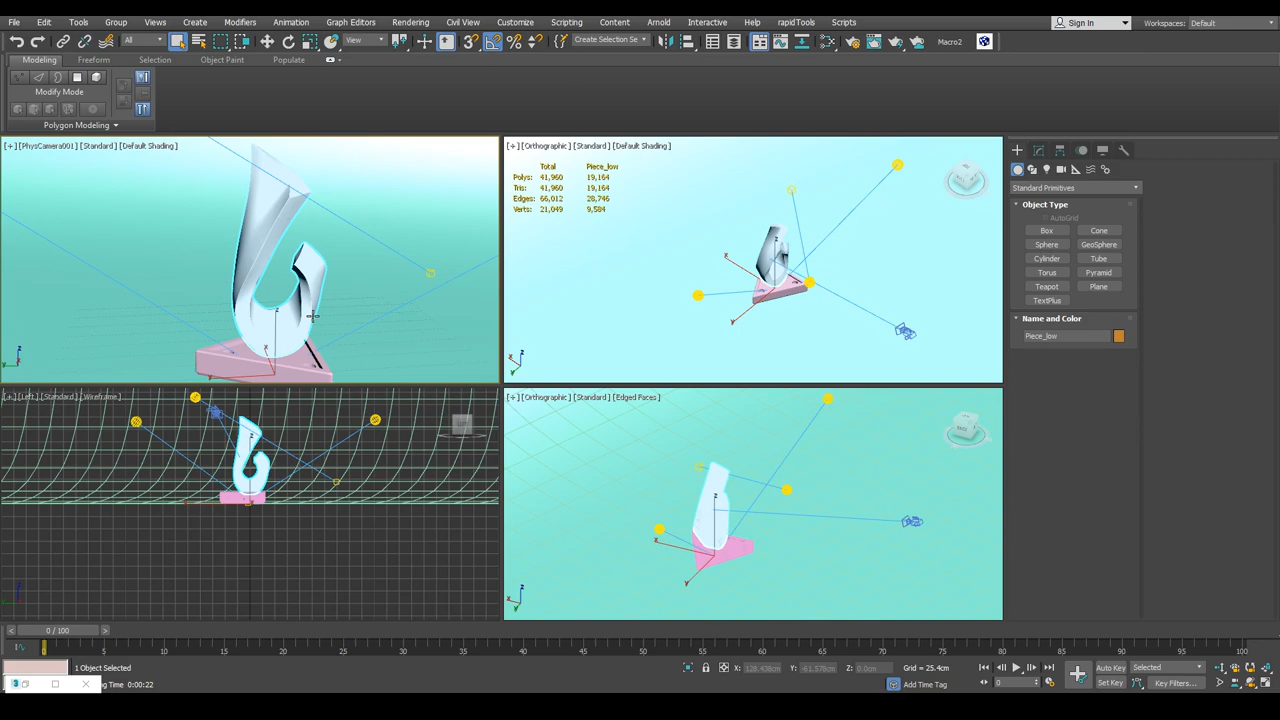 File Edit Tools Group Views Create Modifiers Animation Graph Editors Rendering Civil View Customize Scripting Content Arnold Interactive Help rapidTools Scripts Sign In Workspaces: Default
All View Create Selection Se Macro2
Modeling Freeform Selection Object Paint Populate
Modify Mode
Polygon Modeling
[+] [PhysCamera001] [Standard] [Default Shading]
[+] [Orthographic] [Standard] [Default Shading]
Total Piece_low
Polys: 41,960 19,164
Tris: 41,960 19,164
Edges: 66,012 28,746
Verts: 21,049 9,584
Standard Primitives
Object Type
AutoGrid
Box Cone
Sphere GeoSphere
Cylinder Tube
Torus Pyramid
Teapot Plane
TextPlus
Name and Color
Piece_low
[+] [Left] [Standard] [Wireframe]
[+] [Orthographic] [Standard] [Edged Faces]
0 / 100
0 5 10 15 20 25 30 35 40 45 50 55 60 65 70 75 80 85 90 95 100
1 Object Selected
X: 128.438cm Y: -61.578cm Z: 0.0cm Grid = 25.4cm
Auto Key Selected
ng Time 0:00:22
Add Time Tag
0
Set Key Key Filters...